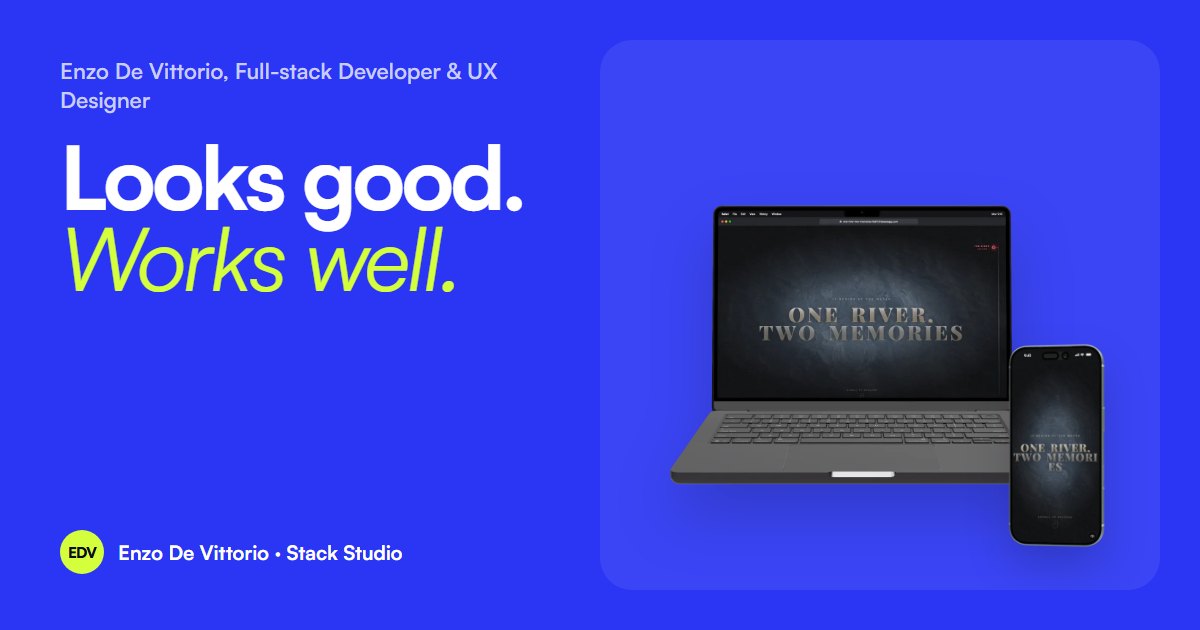 Enzo De Vittorio, Full-stack Developer & UX
Designer
Looks good.
Works well.
ONE RIVER.
TWO MEMORIES
ONE RIVER.
TWO MEMORI
ES
EDV
Enzo De Vittorio · Stack Studio